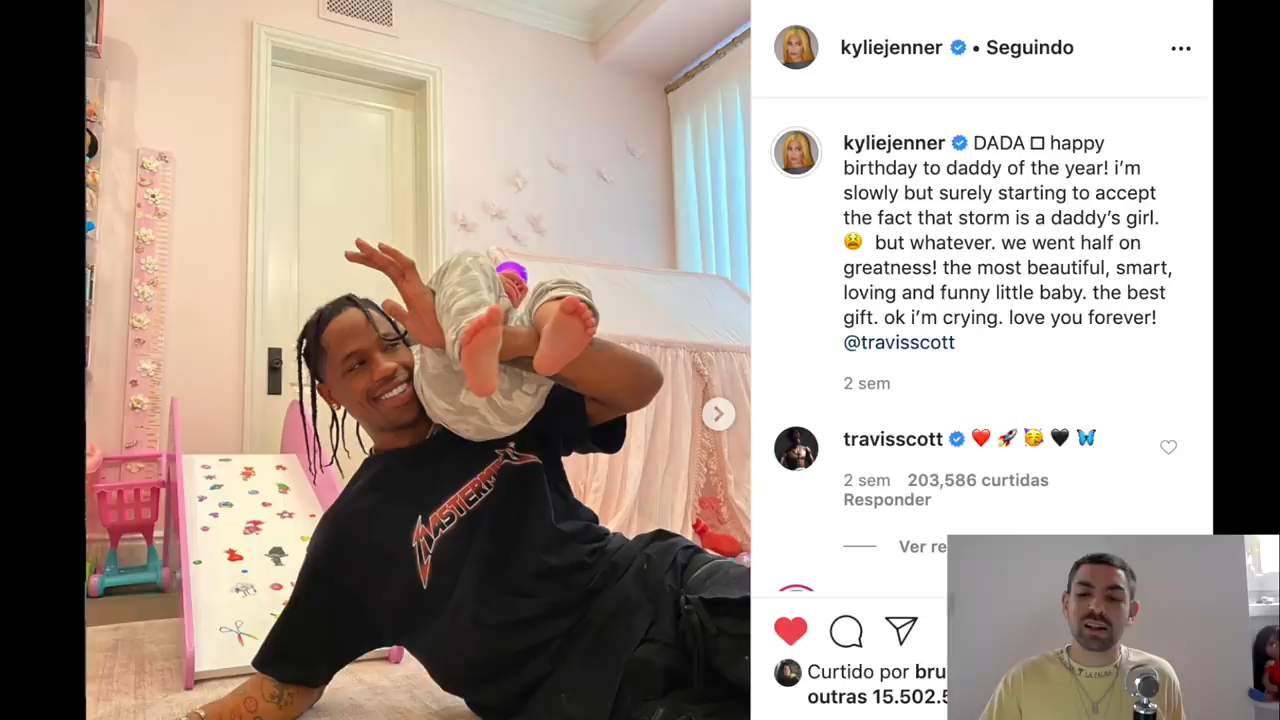 kyliejenner • Seguindo
kyliejenner DADA □ happy
birthday to daddy of the year! i’m
slowly but surely starting to accept
the fact that storm is a daddy’s girl.
😫 but whatever. we went half on
greatness! the most beautiful, smart,
loving and funny little baby. the best
gift. ok i’m crying. love you forever!
@travisscott
2 sem
travisscott ❤️ 🚀 🥳 🖤 🦋
2 sem 203,586 curtidas
Responder
Ver re
Curtido por bru
outras 15.502.5
MASTERM